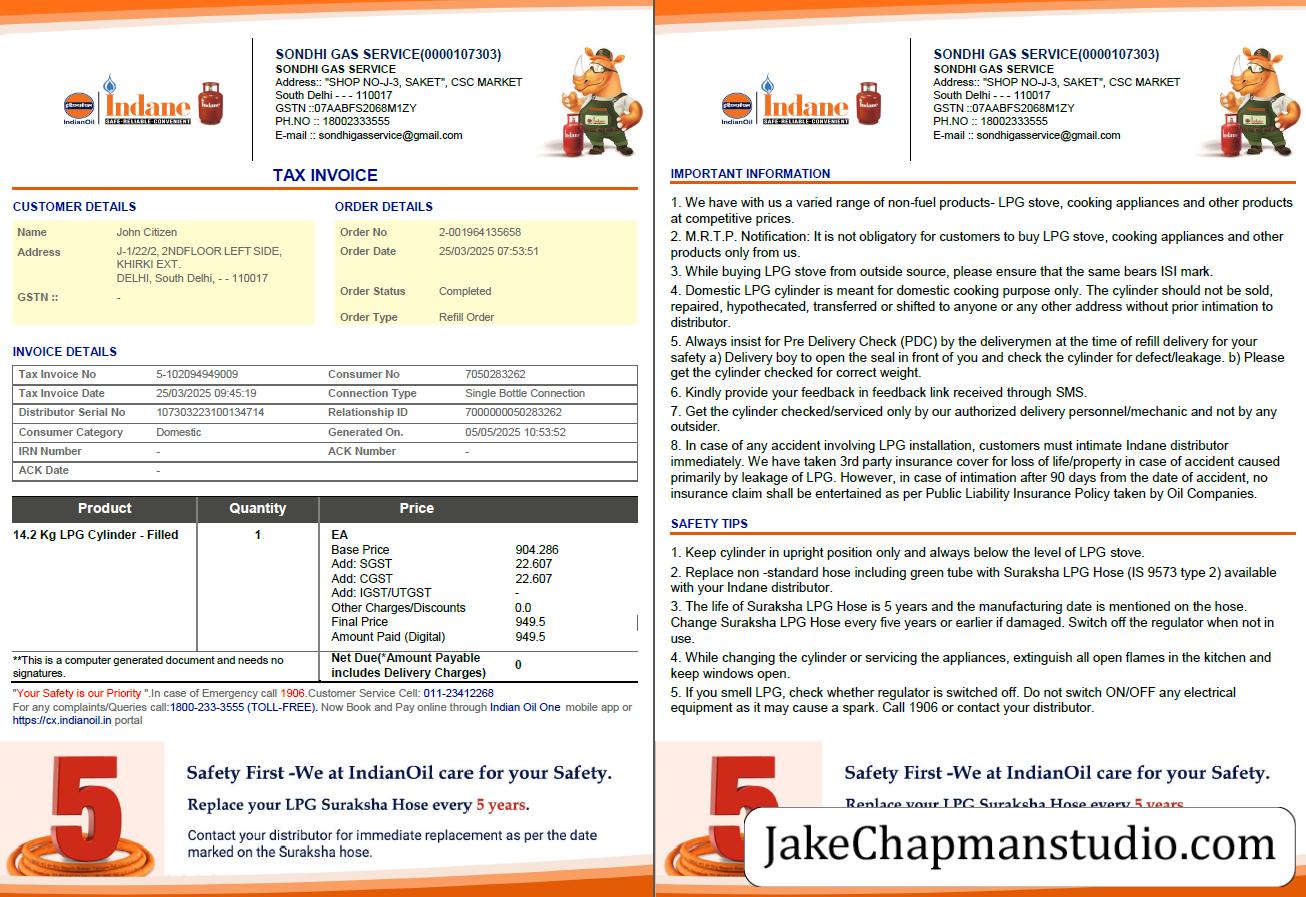 IndianOil
Indane
SAFE·RELIABLE·CONVENIENT
SONDHI GAS SERVICE(0000107303)
SONDHI GAS SERVICE
Address:: "SHOP NO-J-3, SAKET", CSC MARKET
South Delhi - - - 110017
GSTN ::07AABFS2068M1ZY
PH.NO :: 18002333555
E-mail :: sondhigasservice@gmail.com
TAX INVOICE
CUSTOMER DETAILS
Name John Citizen
Address J-1/22/2, 2NDFLOOR LEFT SIDE,
KHIRKI EXT.
DELHI, South Delhi, - - 110017
GSTN :: -
ORDER DETAILS
Order No 2-001964135658
Order Date 25/03/2025 07:53:51
Order Status Completed
Order Type Refill Order
INVOICE DETAILS
Tax Invoice No 5-102094949009 Consumer No 7050283262
Tax Invoice Date 25/03/2025 09:45:19 Connection Type Single Bottle Connection
Distributor Serial No 107303223100134714 Relationship ID 7000000050283262
Consumer Category Domestic Generated On. 05/05/2025 10:53:52
IRN Number - ACK Number -
ACK Date -
Product Quantity Price
14.2 Kg LPG Cylinder - Filled 1 EA
Base Price 904.286
Add: SGST 22.607
Add: CGST 22.607
Add: IGST/UTGST -
Other Charges/Discounts 0.0
Final Price 949.5
Amount Paid (Digital) 949.5
**This is a computer generated document and needs no
signatures.
Net Due(*Amount Payable
includes Delivery Charges) 0
"Your Safety is our Priority ".In case of Emergency call 1906.Customer Service Cell: 011-23412268
For any complaints/Queries call:1800-233-3555 (TOLL-FREE). Now Book and Pay online through Indian Oil One mobile app or
https://cx.indianoil.in portal
5
Safety First -We at IndianOil care for your Safety.
Replace your LPG Suraksha Hose every 5 years.
Contact your distributor for immediate replacement as per the date
marked on the Suraksha hose.
IndianOil
Indane
SAFE·RELIABLE·CONVENIENT
SONDHI GAS SERVICE(0000107303)
SONDHI GAS SERVICE
Address:: "SHOP NO-J-3, SAKET", CSC MARKET
South Delhi - - - 110017
GSTN ::07AABFS2068M1ZY
PH.NO :: 18002333555
E-mail :: sondhigasservice@gmail.com
IMPORTANT INFORMATION
1. We have with us a varied range of non-fuel products- LPG stove, cooking appliances and other products
at competitive prices.
2. M.R.T.P. Notification: It is not obligatory for customers to buy LPG stove, cooking appliances and other
products only from us.
3. While buying LPG stove from outside source, please ensure that the same bears ISI mark.
4. Domestic LPG cylinder is meant for domestic cooking purpose only. The cylinder should not be sold,
repaired, hypothecated, transferred or shifted to anyone or any other address without prior intimation to
distributor.
5. Always insist for Pre Delivery Check (PDC) by the deliverymen at the time of refill delivery for your
safety a) Delivery boy to open the seal in front of you and check the cylinder for defect/leakage. b) Please
get the cylinder checked for correct weight.
6. Kindly provide your feedback in feedback link received through SMS.
7. Get the cylinder checked/serviced only by our authorized delivery personnel/mechanic and not by any
outsider.
8. In case of any accident involving LPG installation, customers must intimate Indane distributor
immediately. We have taken 3rd party insurance cover for loss of life/property in case of accident caused
primarily by leakage of LPG. However, in case of intimation after 90 days from the date of accident, no
insurance claim shall be entertained as per Public Liability Insurance Policy taken by Oil Companies.
SAFETY TIPS
1. Keep cylinder in upright position only and always below the level of LPG stove.
2. Replace non -standard hose including green tube with Suraksha LPG Hose (IS 9573 type 2) available
with your Indane distributor.
3. The life of Suraksha LPG Hose is 5 years and the manufacturing date is mentioned on the hose.
Change Suraksha LPG Hose every five years or earlier if damaged. Switch off the regulator when not in
use.
4. While changing the cylinder or servicing the appliances, extinguish all open flames in the kitchen and
keep windows open.
5. If you smell LPG, check whether regulator is switched off. Do not switch ON/OFF any electrical
equipment as it may cause a spark. Call 1906 or contact your distributor.
5
Safety First -We at IndianOil care for your Safety.
Replace your LPG Suraksha Hose every 5 years
JakeChapmanstudio.com